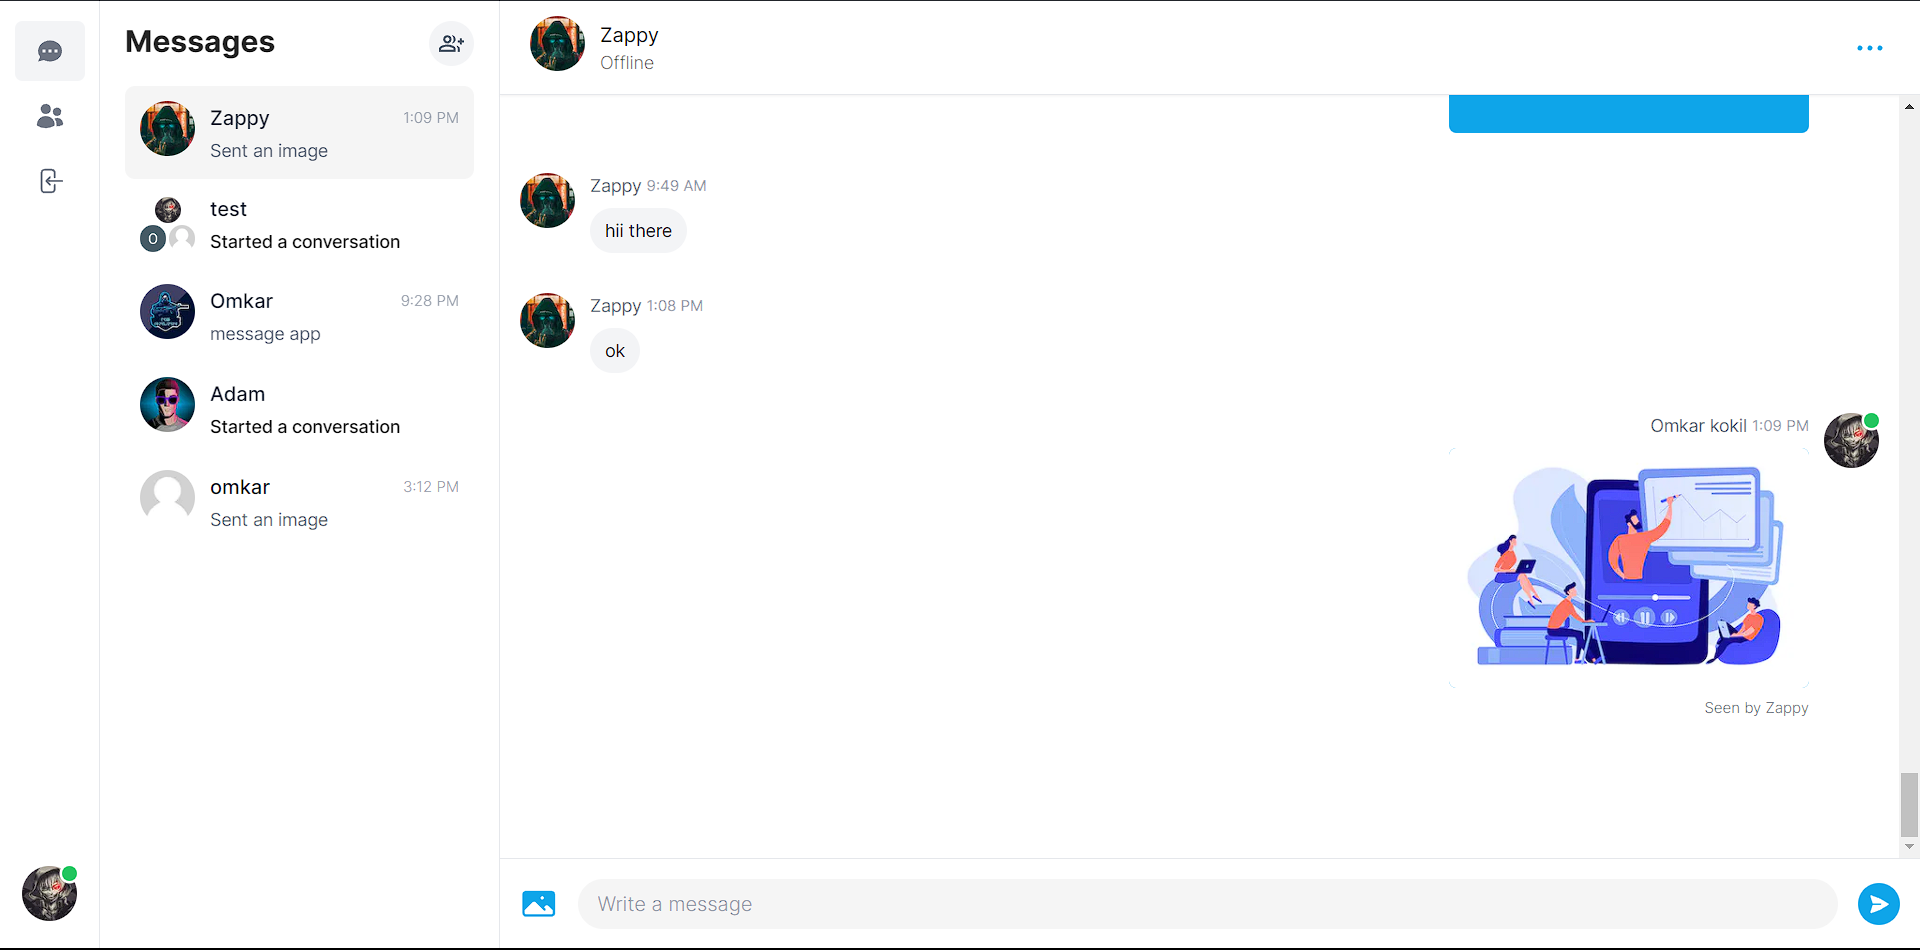 Messages
Zappy 1:09 PM
Sent an image
test
O
Started a conversation
Omkar 9:28 PM
message app
Adam
Started a conversation
omkar 3:12 PM
Sent an image
Zappy
Offline
Zappy 9:49 AM
hii there
Zappy 1:08 PM
ok
Omkar kokil 1:09 PM
Seen by Zappy
Write a message